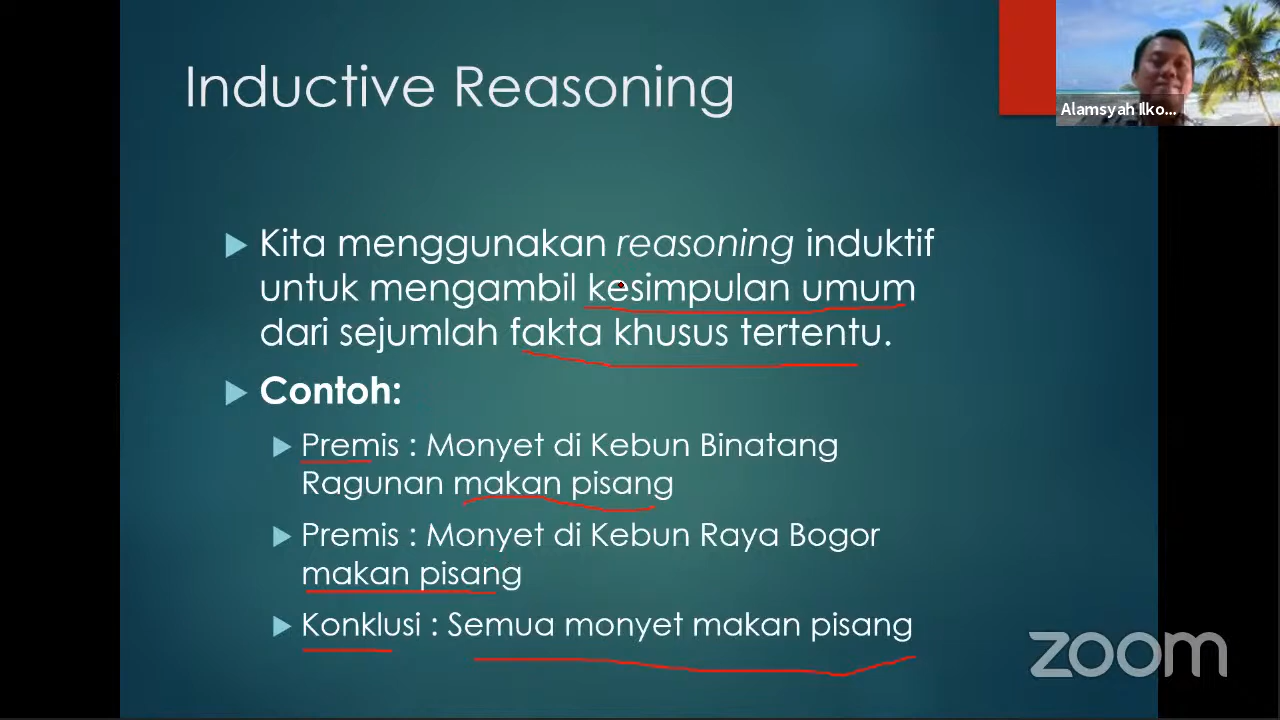 Inductive Reasoning
Alamsyah Ilko...
Kita menggunakan reasoning induktif
untuk mengambil kesimpulan umum
dari sejumlah fakta khusus tertentu.
Contoh:
Premis : Monyet di Kebun Binatang
Ragunan makan pisang
Premis : Monyet di Kebun Raya Bogor
makan pisang
Konklusi : Semua monyet makan pisang
zoom